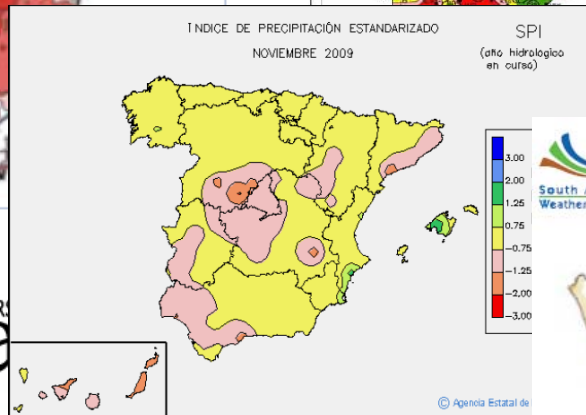 ÍNDICE DE PRECIPITACIÓN ESTANDARIZADO
NOVIEMBRE 2009
SPI
(año hidrologico
en curso)
3.00
2.00
1.25
0.75
-0.75
-1.25
-2,00
-3,00
South
Weather
© Agencia Estatal de